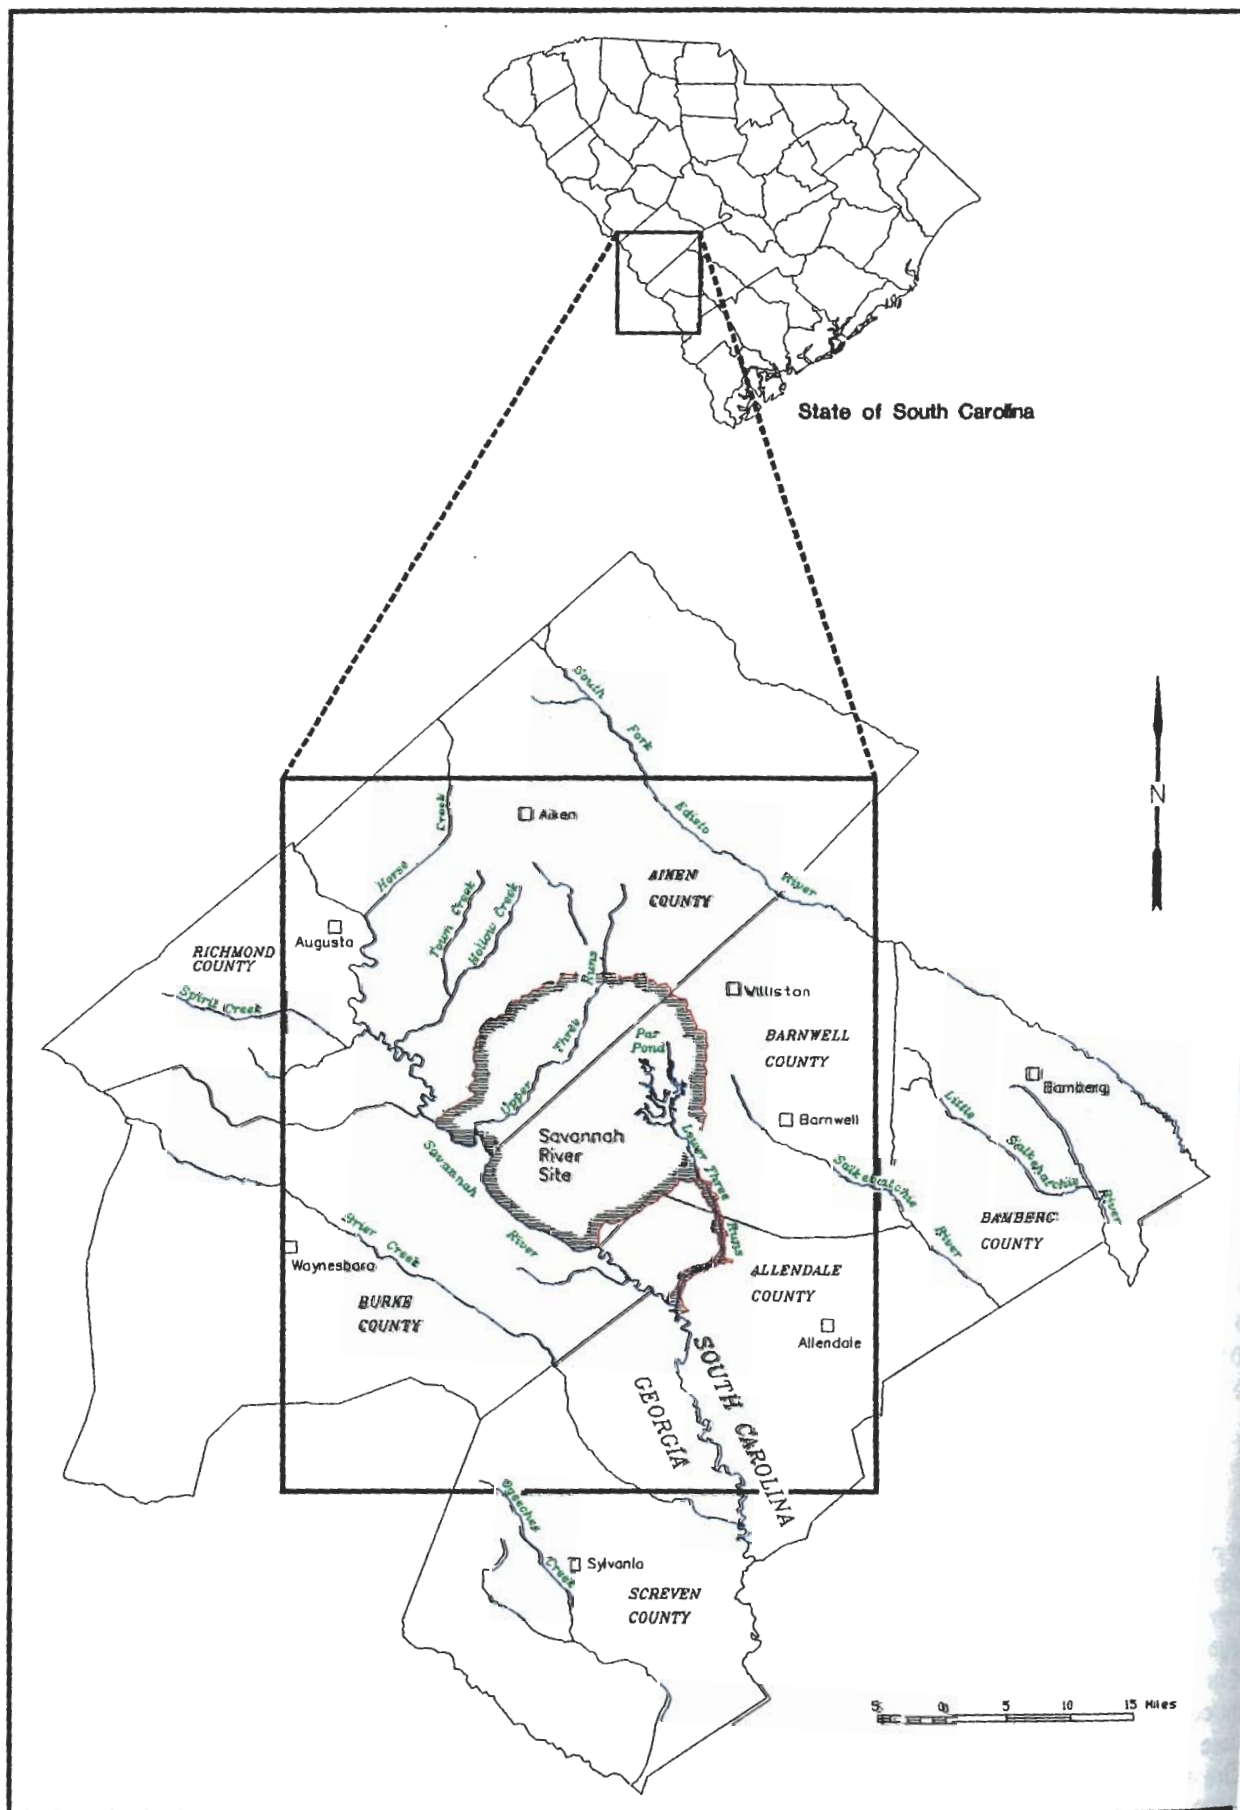 State of South Carolina
South
Fork
Edisto
River
N
Horse
Creek
Aiken
AIKEN
COUNTY
Town Creek
Hollow Creek
Augusta
RICHMOND
COUNTY
Spirit Creek
Runs
Three
Upper
Par
Pond
Williston
BARNWELL
COUNTY
Barnwell
Bamberg
Little
Salkehatchie
River
Savannah
River
Site
Lower Three
Runs
Salkehatchie
River
BAMBERG
COUNTY
Savannah
River
Brier Creek
Waynesboro
BURKE
COUNTY
ALLENDALE
COUNTY
Allendale
SOUTH CAROLINA
GEORGIA
Creek
Sylvania
SCREVEN
COUNTY
5 0 5 10 15 Miles